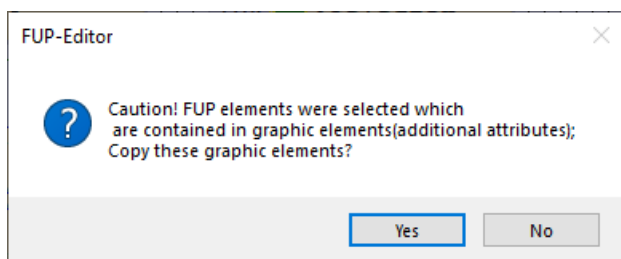 FUP-Editor
Caution! FUP elements were selected which
are contained in graphic elements(additional attributes);
Copy these graphic elements?
Yes
No